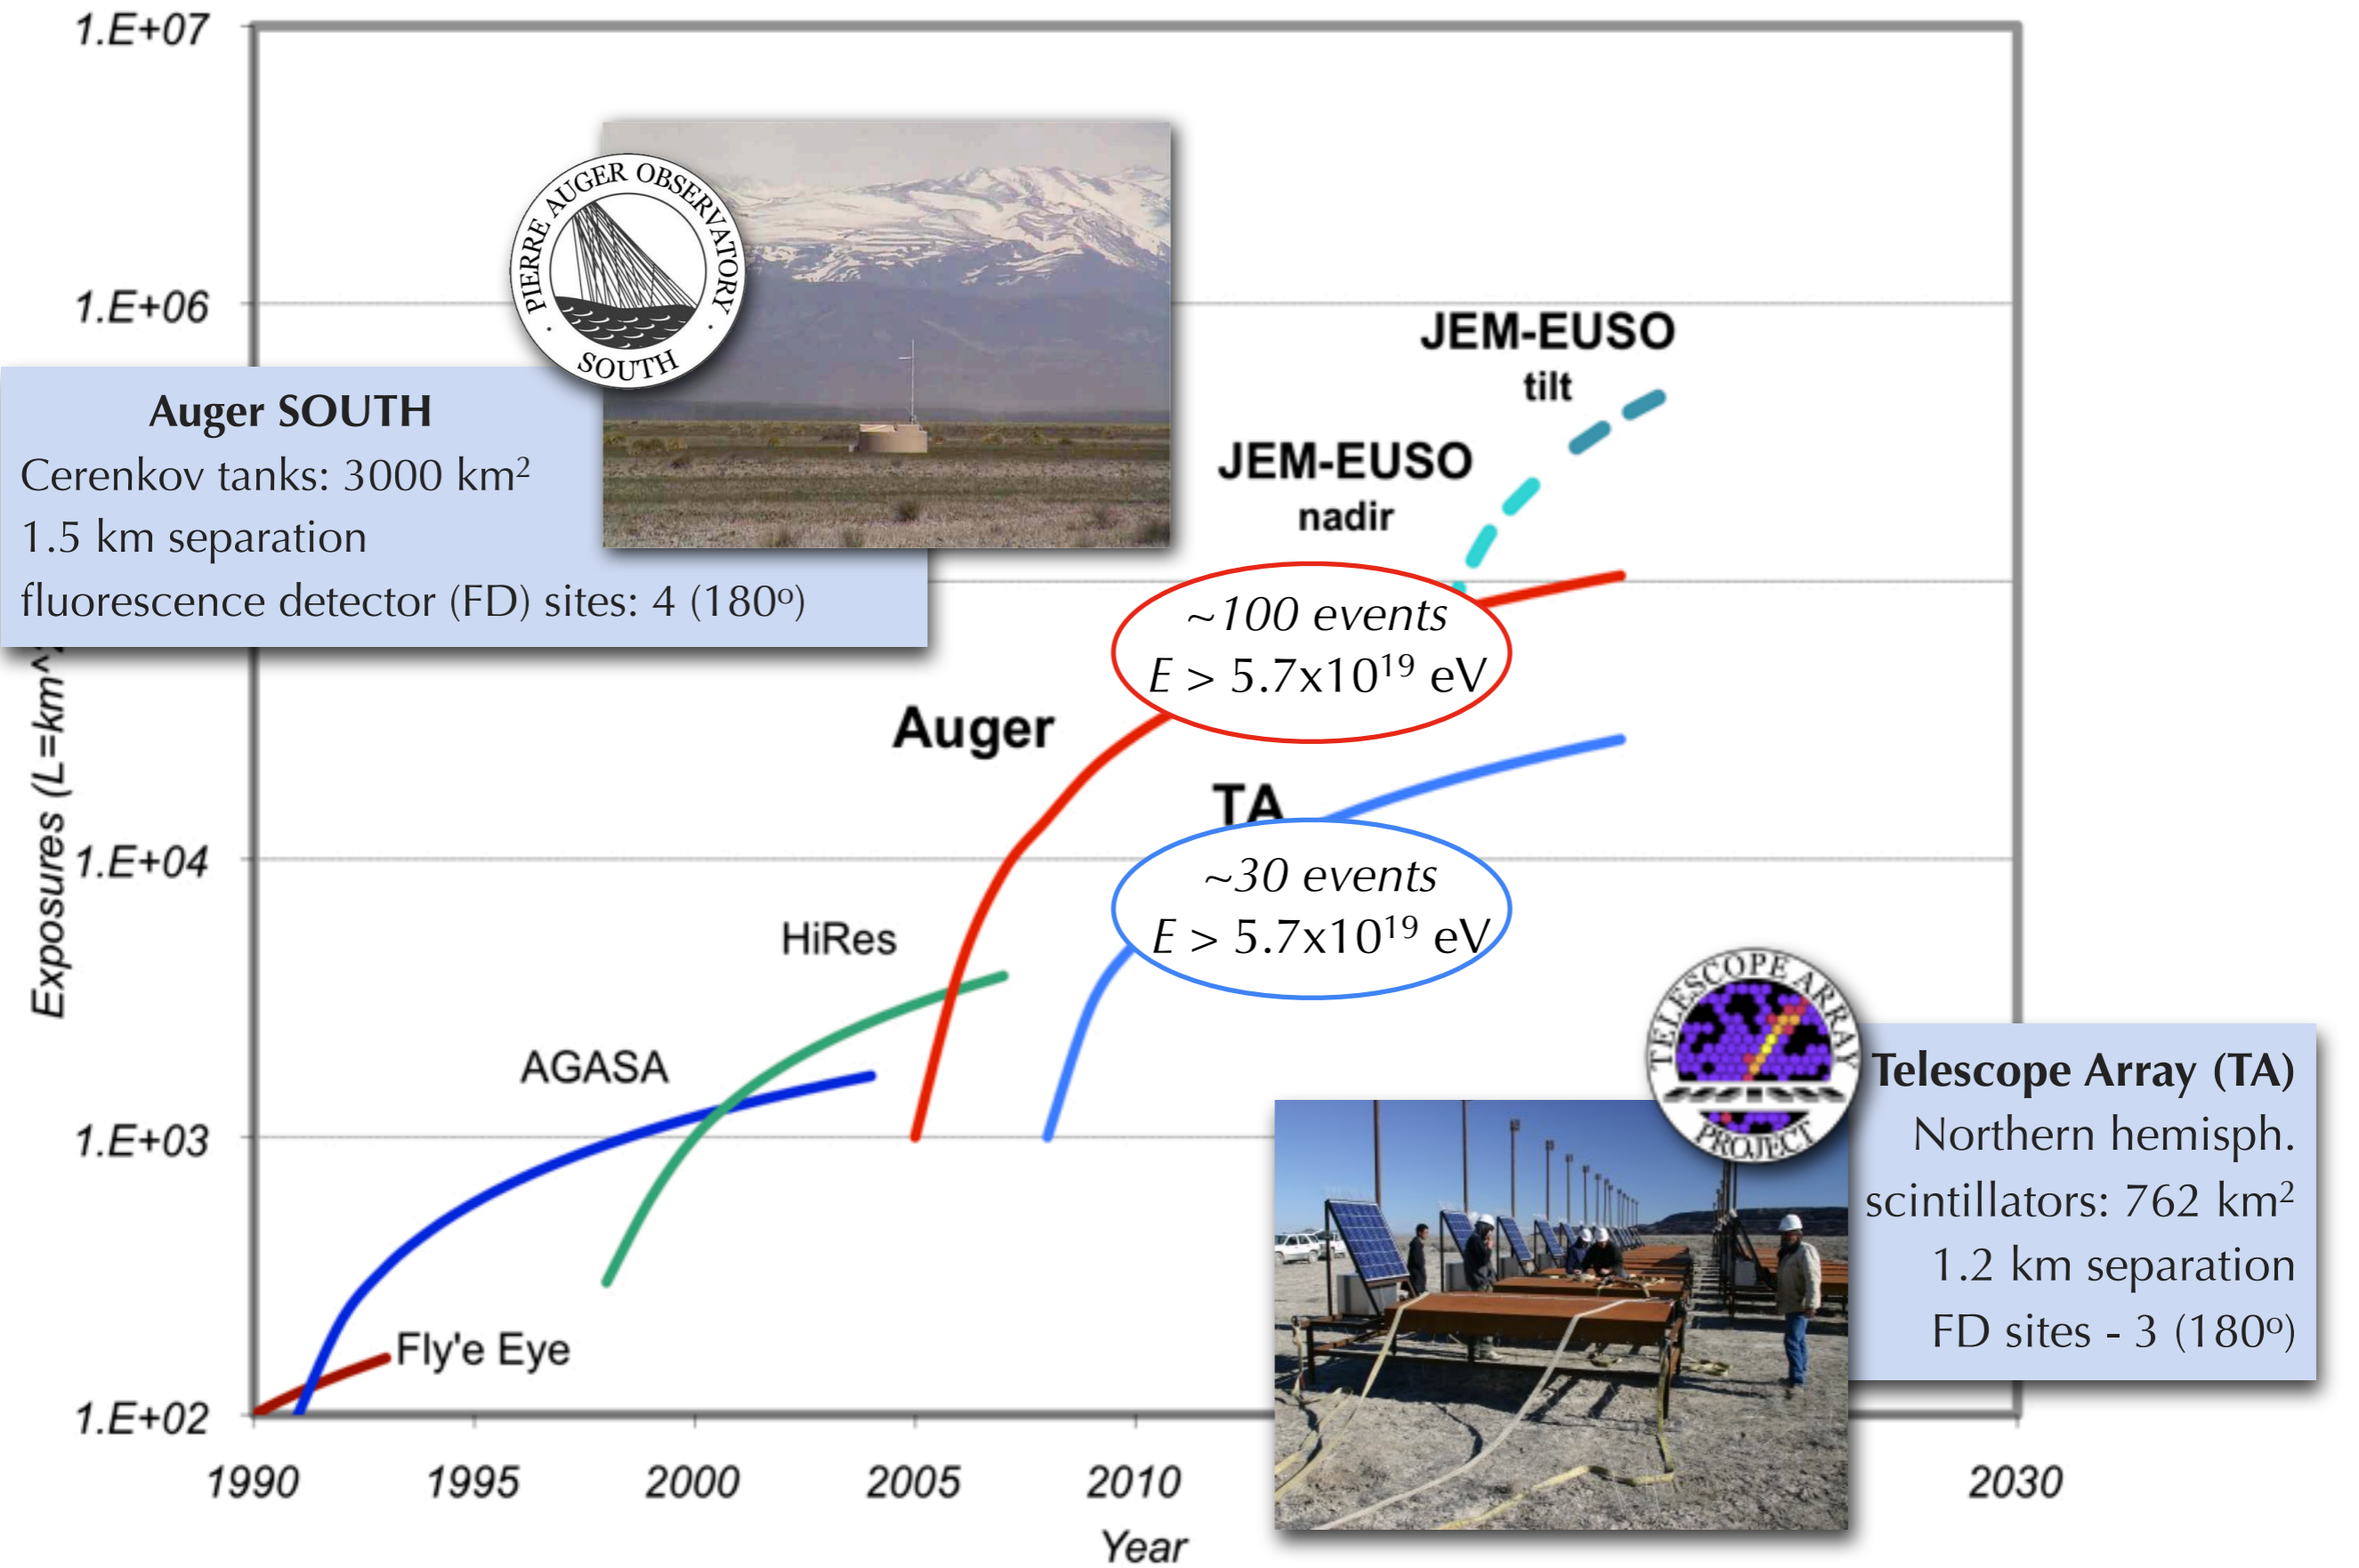 1.E+07
1.E+06
1.E+04
1.E+03
1.E+02
Exposures (L=km^
1990
1995
2000
2005
2010
2030
Year
PIERRE AUGER OBSERVATORY
· SOUTH ·
Auger SOUTH
Cerenkov tanks: 3000 km²
1.5 km separation
fluorescence detector (FD) sites: 4 (180º)
JEM-EUSO
tilt
JEM-EUSO
nadir
~100 events
E > 5.7x10¹⁹ eV
Auger
TA
~30 events
E > 5.7x10¹⁹ eV
HiRes
AGASA
Fly'e Eye
TELESCOPE ARRAY
PROJECT
Telescope Array (TA)
Northern hemisph.
scintillators: 762 km²
1.2 km separation
FD sites - 3 (180º)